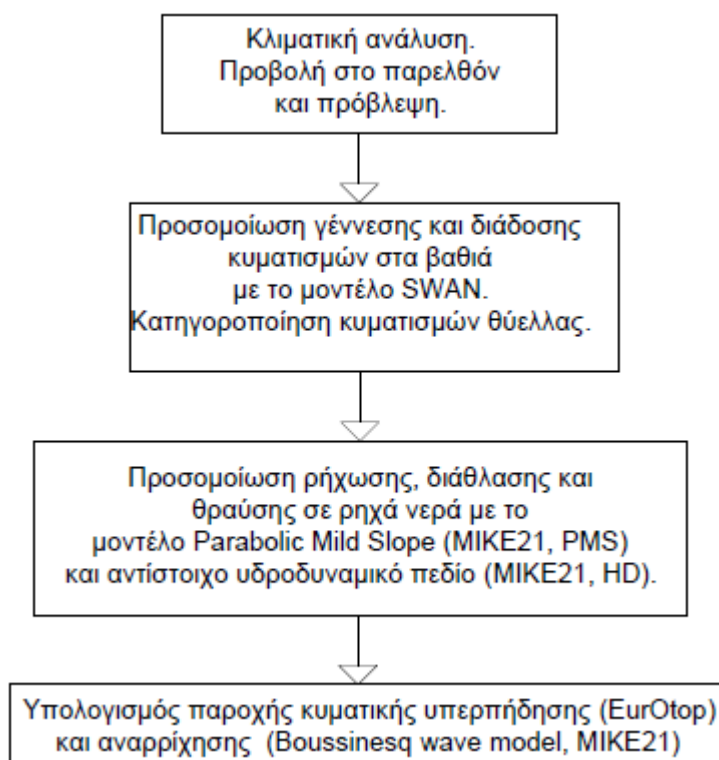 Κλιματική ανάλυση.
Προβολή στο παρελθόν
και πρόβλεψη.
Προσομοίωση γέννεσης και διάδοσης
κυματισμών στα βαθιά
με το μοντέλο SWAN.
Κατηγοροποίηση κυματισμών θύελλας.
Προσομοίωση ρήχωσης, διάθλασης και
θραύσης σε ρηχά νερά με το
μοντέλο Parabolic Mild Slope (MIKE21, PMS)
και αντίστοιχο υδροδυναμικό πεδίο (MIKE21, HD).
Υπολογισμός παροχής κυματικής υπερπήδησης (EurOtop)
και αναρρίχησης (Boussinesq wave model, MIKE21)